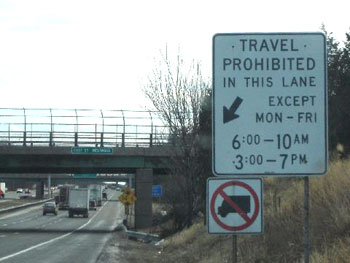 · TRAVEL ·
PROHIBITED
IN THIS LANE
EXCEPT
MON-FRI
6:00-10AM
3:00-7PM